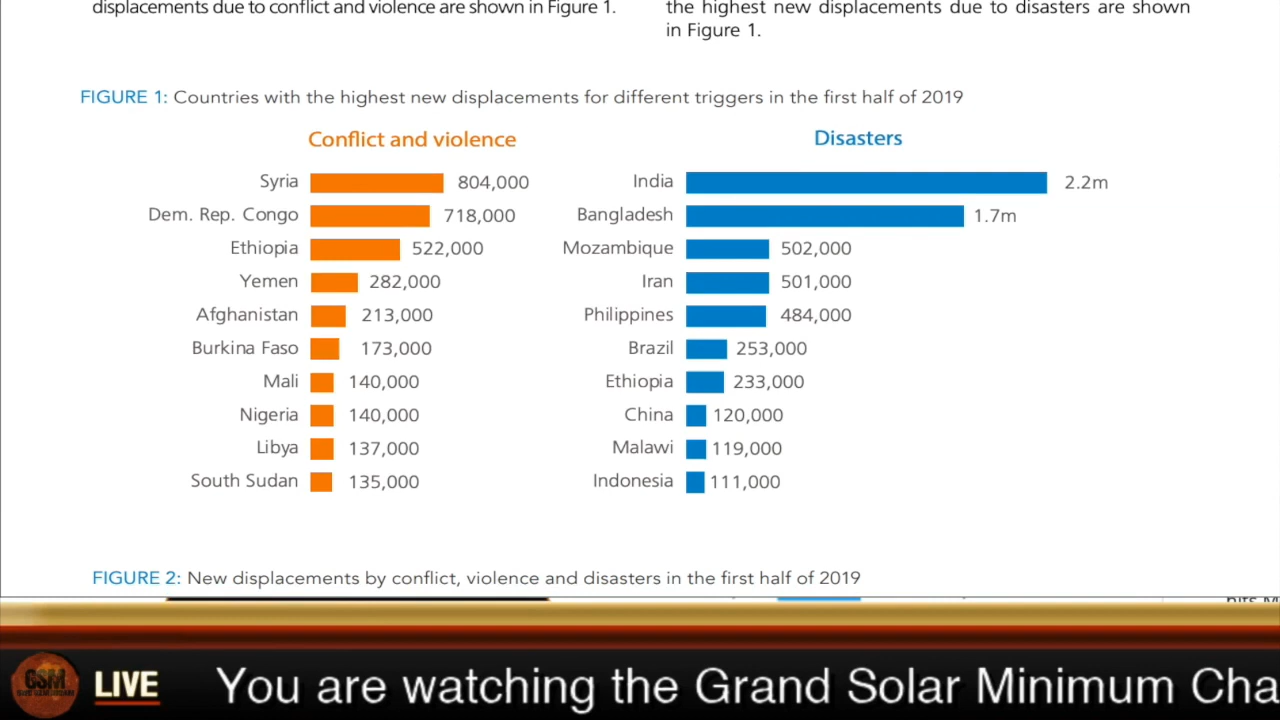 displacements due to conflict and violence are shown in Figure 1.
the highest new displacements due to disasters are shown
in Figure 1.
FIGURE 1: Countries with the highest new displacements for different triggers in the first half of 2019
Conflict and violence
Syria 804,000
Dem. Rep. Congo 718,000
Ethiopia 522,000
Yemen 282,000
Afghanistan 213,000
Burkina Faso 173,000
Mali 140,000
Nigeria 140,000
Libya 137,000
South Sudan 135,000
Disasters
India 2.2m
Bangladesh 1.7m
Mozambique 502,000
Iran 501,000
Philippines 484,000
Brazil 253,000
Ethiopia 233,000
China 120,000
Malawi 119,000
Indonesia 111,000
FIGURE 2: New displacements by conflict, violence and disasters in the first half of 2019
GSM
LIVE
You are watching the Grand Solar Minimum Cha